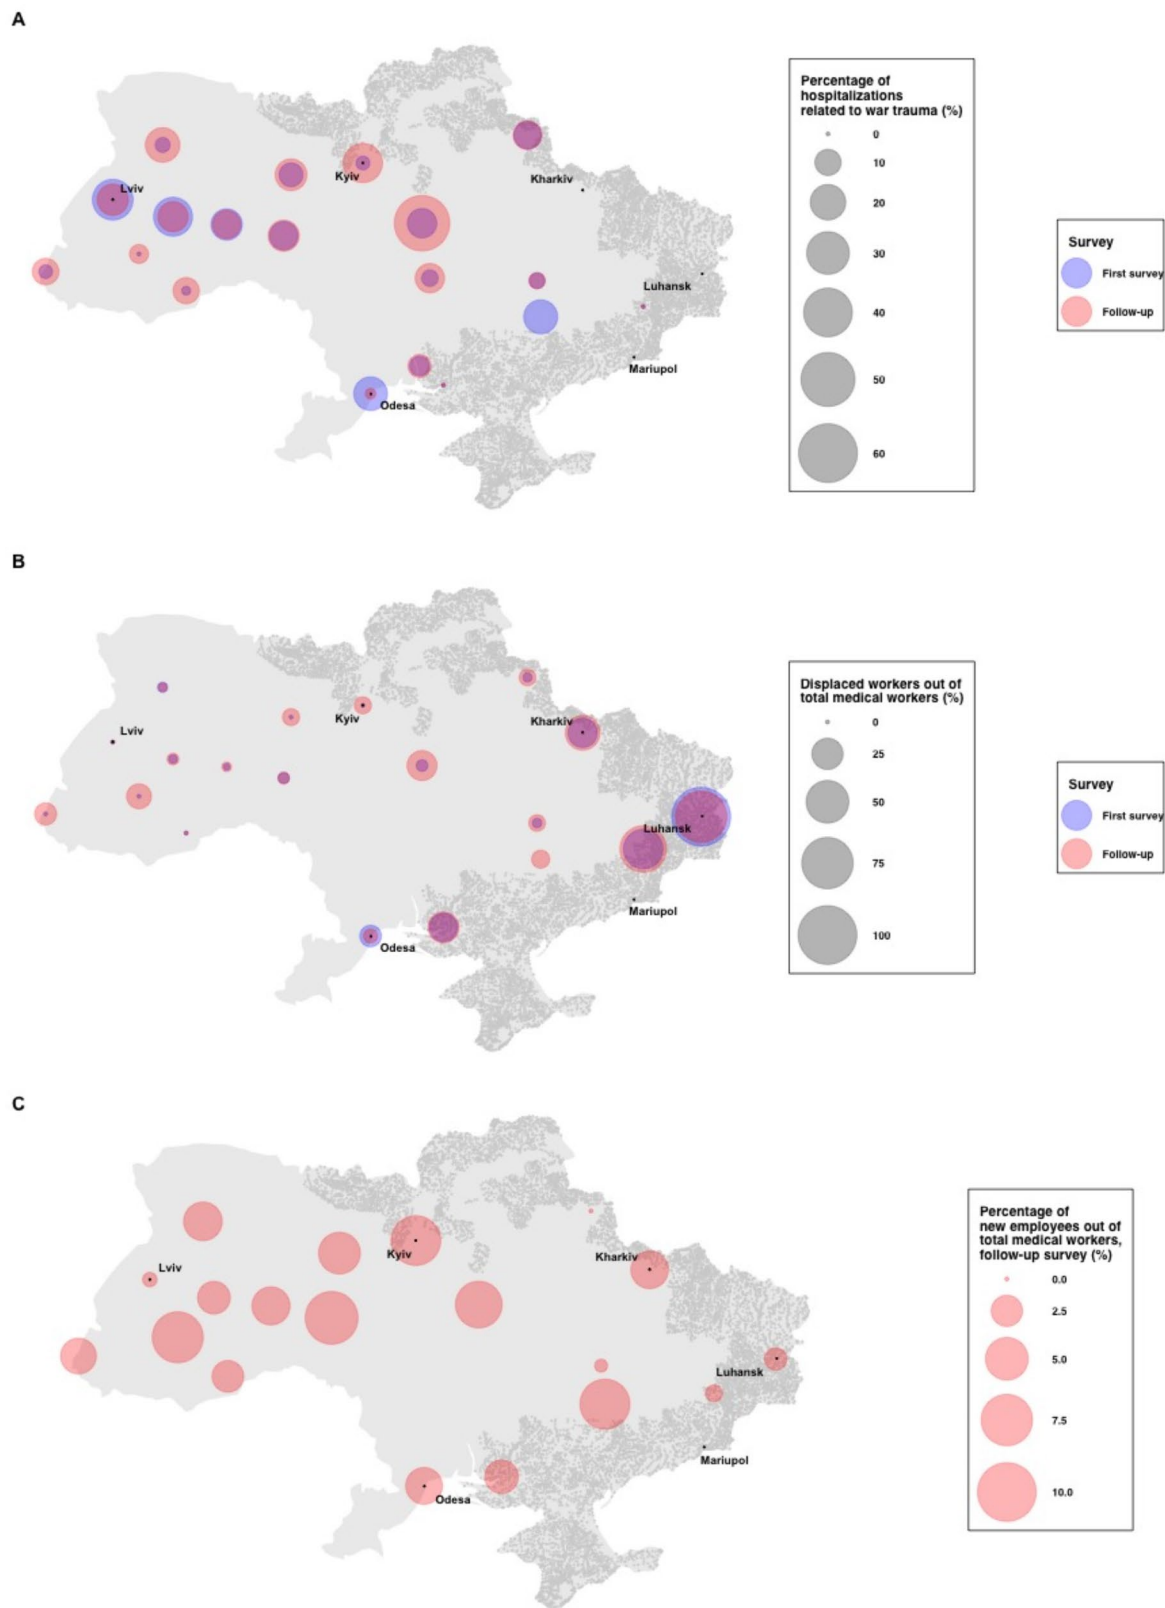 A
Percentage of
hospitalizations
related to war trauma (%)
0
10
20
30
40
50
60
Survey
First survey
Follow-up
Lviv
Kyiv
Kharkiv
Luhansk
Mariupol
Odesa
B
Displaced workers out of
total medical workers (%)
0
25
50
75
100
Survey
First survey
Follow-up
Lviv
Kyiv
Kharkiv
Luhansk
Mariupol
Odesa
C
Percentage of
new employees out of
total medical workers,
follow-up survey (%)
0.0
2.5
5.0
7.5
10.0
Lviv
Kyiv
Kharkiv
Luhansk
Mariupol
Odesa